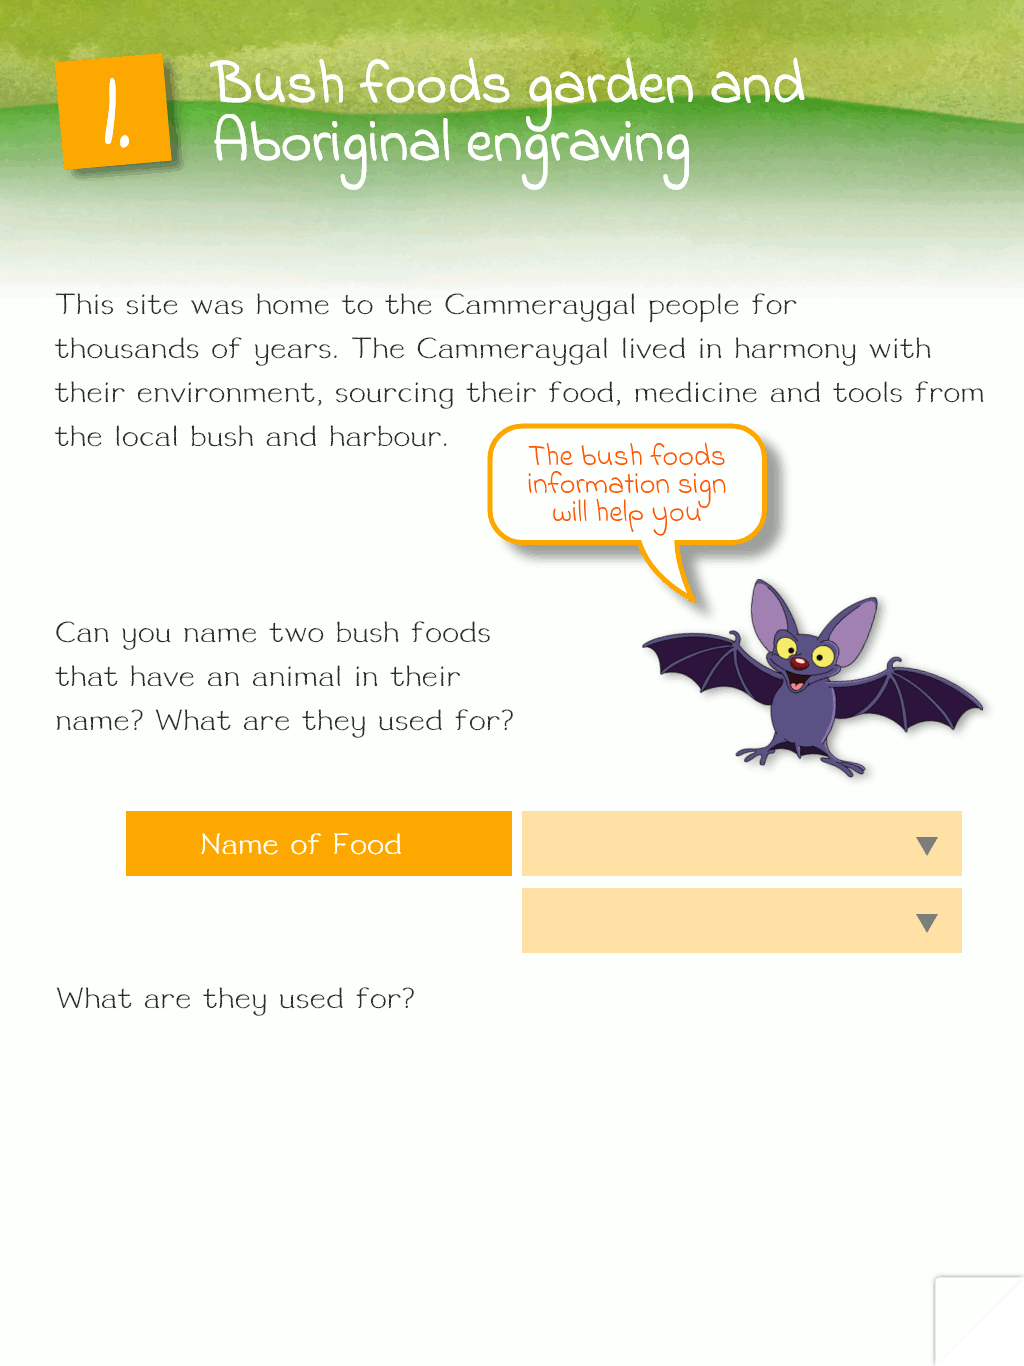 1.
Bush foods garden and
Aboriginal engraving
This site was home to the Cammeraygal people for
thousands of years. The Cammeraygal lived in harmony with
their environment, sourcing their food, medicine and tools from
the local bush and harbour.
The bush foods
information sign
will help you
Can you name two bush foods
that have an animal in their
name? What are they used for?
Name of Food
What are they used for?